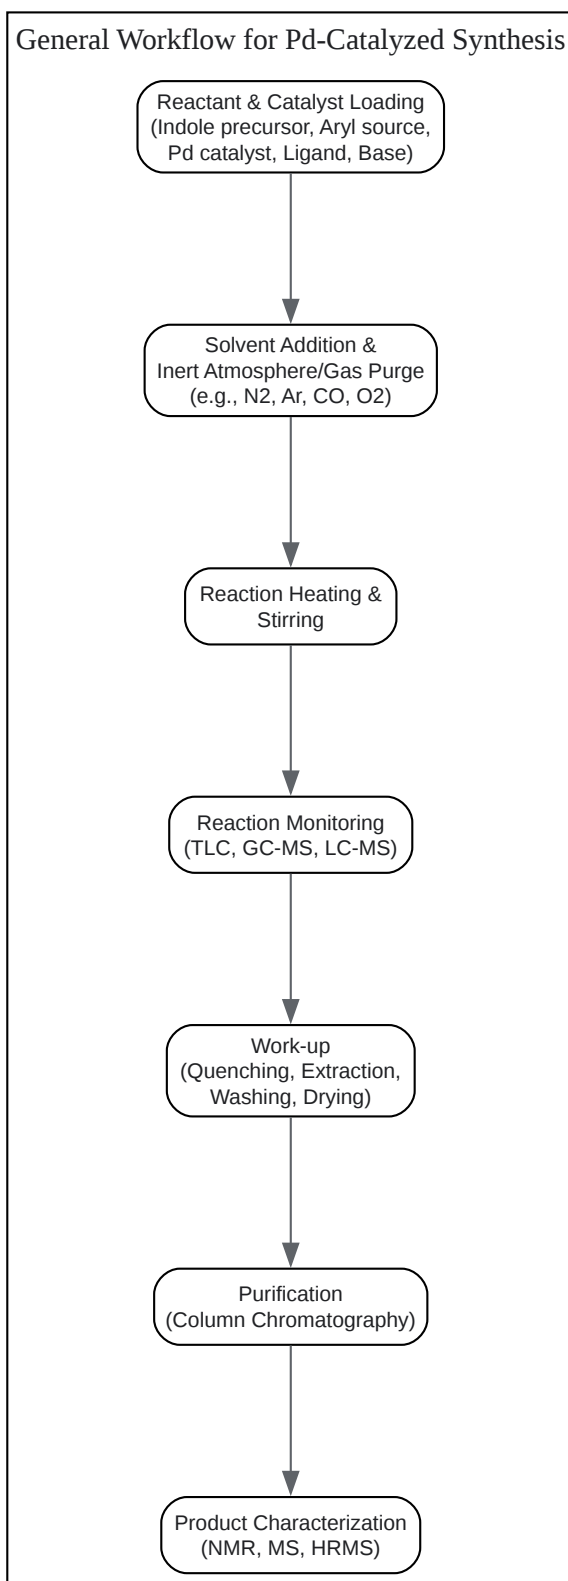 General Workflow for Pd-Catalyzed Synthesis
Reactant & Catalyst Loading
(Indole precursor, Aryl source,
Pd catalyst, Ligand, Base)
Solvent Addition &
Inert Atmosphere/Gas Purge
(e.g., N2, Ar, CO, O2)
Reaction Heating &
Stirring
Reaction Monitoring
(TLC, GC-MS, LC-MS)
Work-up
(Quenching, Extraction,
Washing, Drying)
Purification
(Column Chromatography)
Product Characterization
(NMR, MS, HRMS)